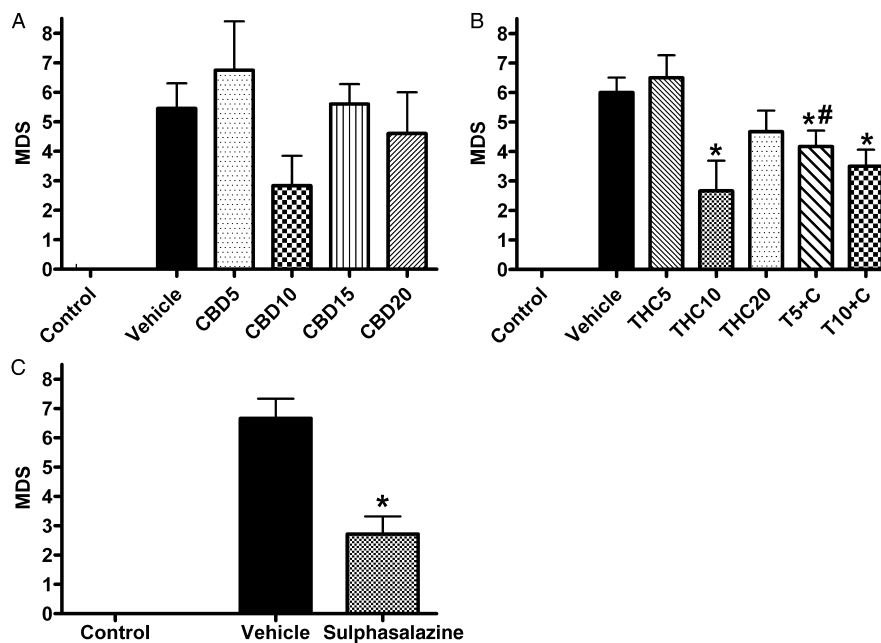 A
MDS
8
7
6
5
4
3
2
1
0
Control
Vehicle
CBD5
CBD10
CBD15
CBD20
B
MDS
8
7
6
5
4
3
2
1
0
*
*#
*
Control
Vehicle
THC5
THC10
THC20
T5+C
T10+C
C
MDS
8
7
6
5
4
3
2
1
0
*
Control
Vehicle
Sulphasalazine